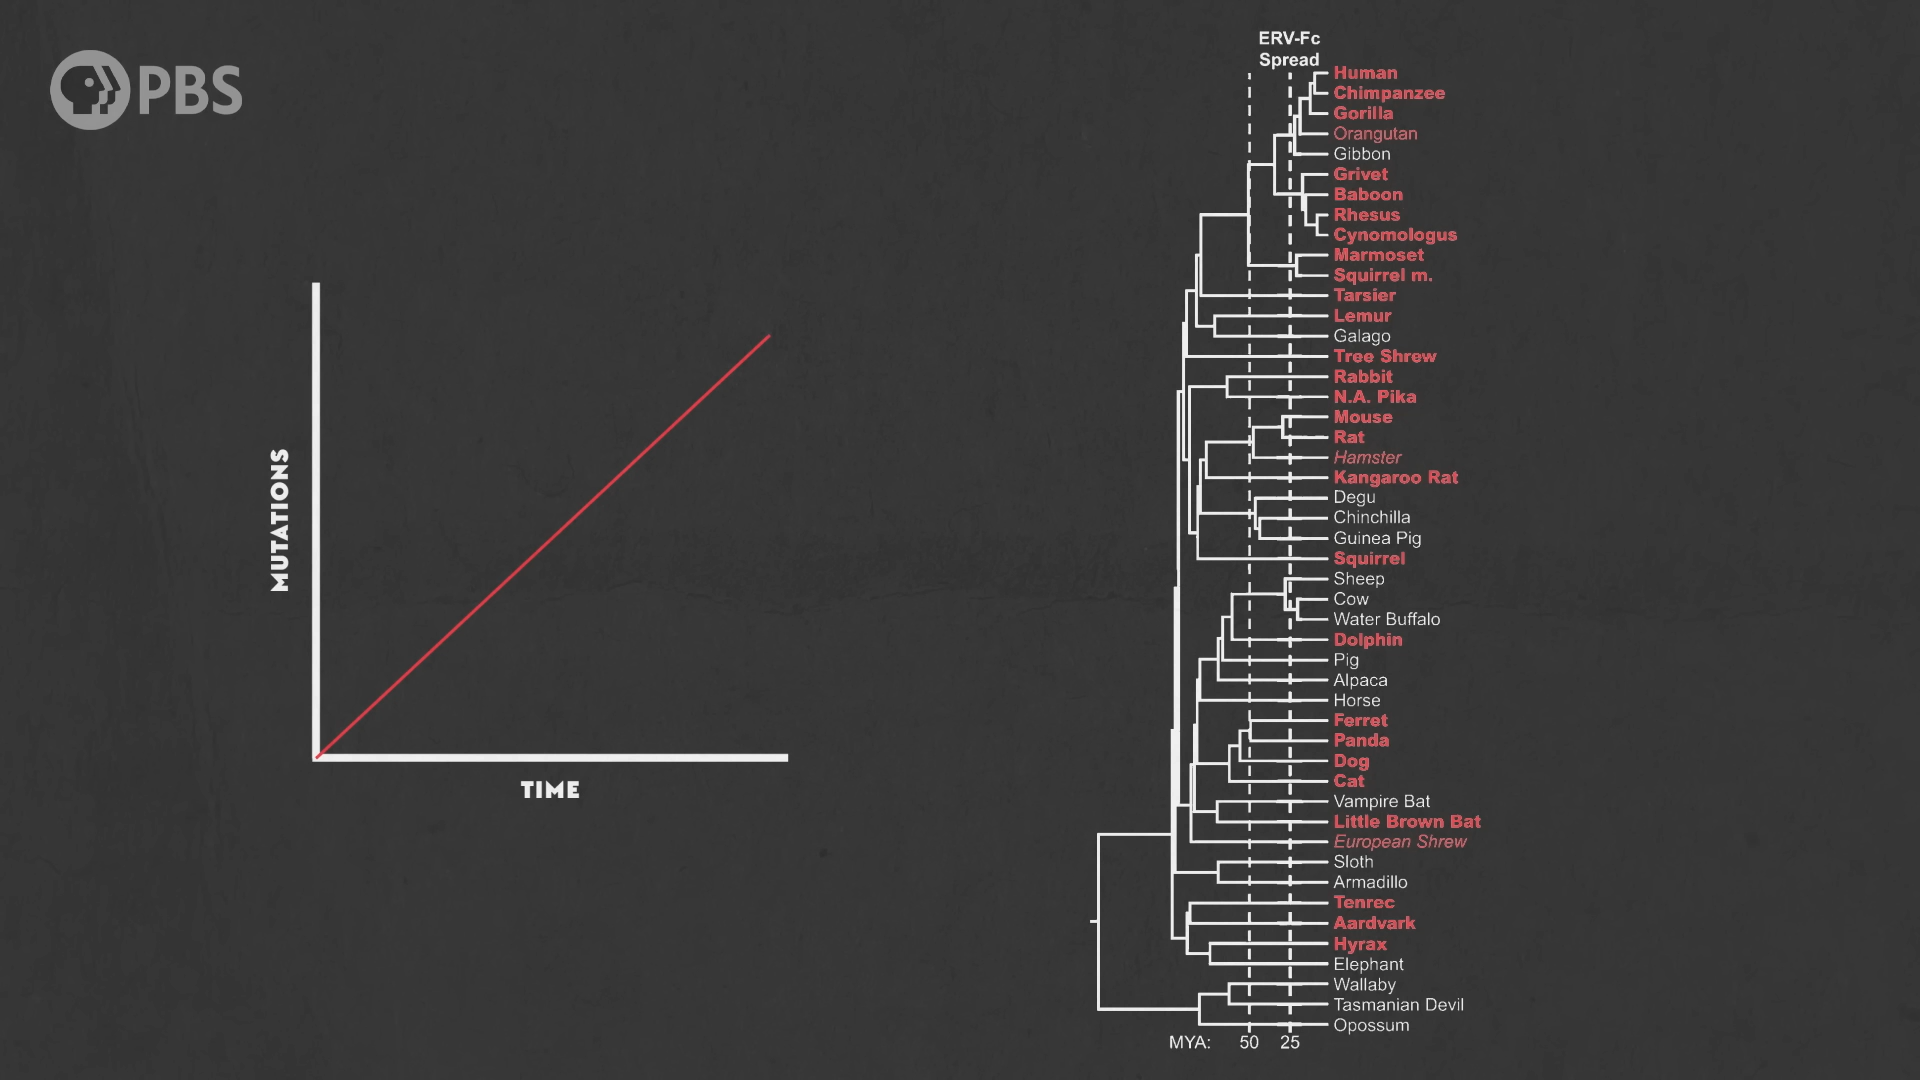 PBS
MUTATIONS
TIME
ERV-Fc
Spread
Human
Chimpanzee
Gorilla
Orangutan
Gibbon
Grivet
Baboon
Rhesus
Cynomologus
Marmoset
Squirrel m.
Tarsier
Lemur
Galago
Tree Shrew
Rabbit
N.A. Pika
Mouse
Rat
Hamster
Kangaroo Rat
Degu
Chinchilla
Guinea Pig
Squirrel
Sheep
Cow
Water Buffalo
Dolphin
Pig
Alpaca
Horse
Ferret
Panda
Dog
Cat
Vampire Bat
Little Brown Bat
European Shrew
Sloth
Armadillo
Tenrec
Aardvark
Hyrax
Elephant
Wallaby
Tasmanian Devil
Opossum
MYA: 50 25